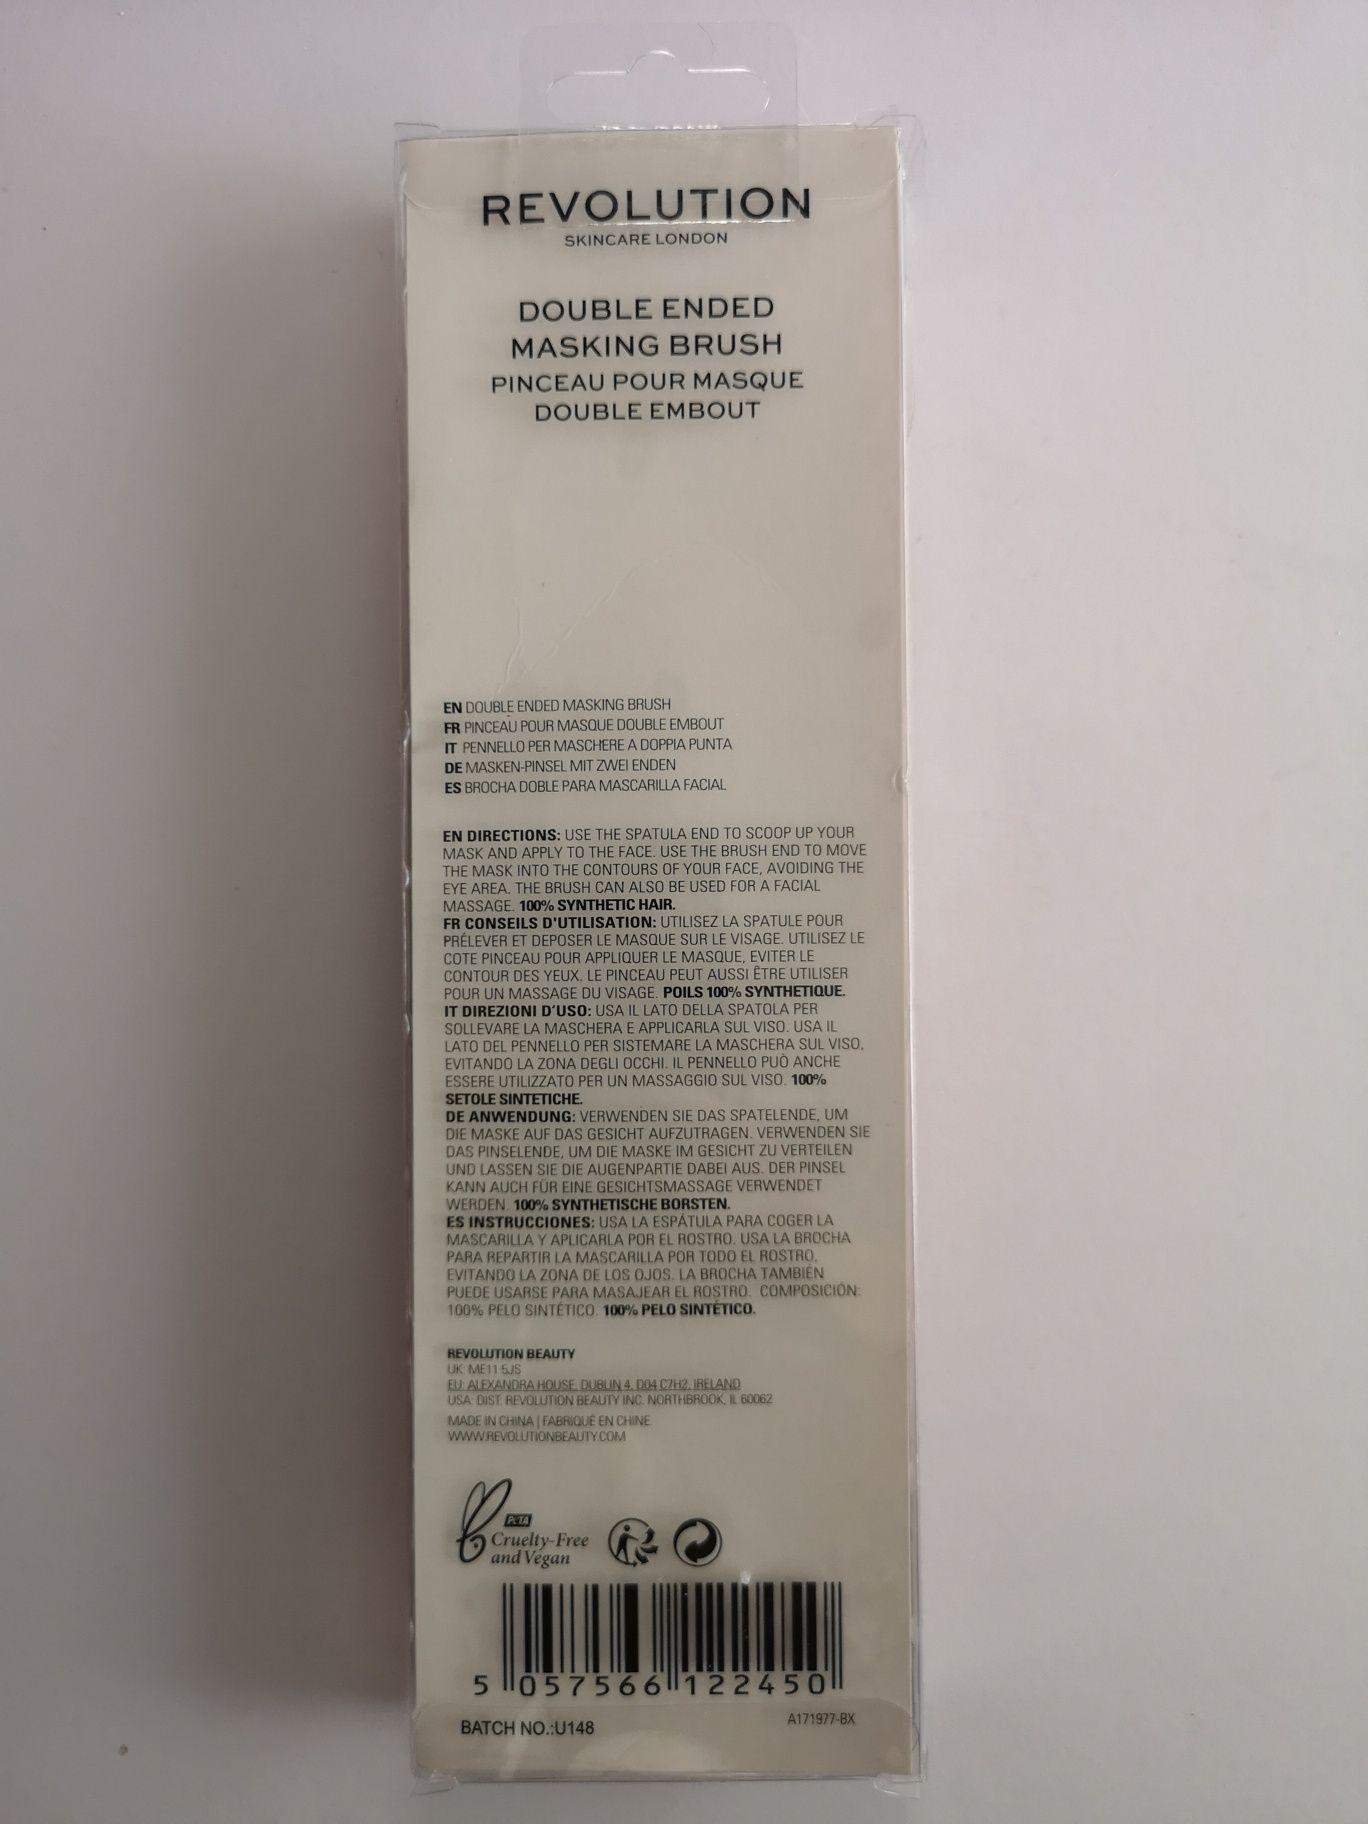 REVOLUTION
SKINCARE LONDON
DOUBLE ENDED
MASKING BRUSH
PINCEAU POUR MASQUE
DOUBLE EMBOUT
EN DOUBLE ENDED MASKING BRUSH
FR PINCEAU POUR MASQUE DOUBLE EMBOUT
IT PENNELLO PER MASCHERE A DOPPIA PUNTA
DE MASKEN-PINSEL MIT ZWEI ENDEN
ES BROCHA DOBLE PARA MASCARILLA FACIAL
EN DIRECTIONS: USE THE SPATULA END TO SCOOP UP YOUR
MASK AND APPLY TO THE FACE. USE THE BRUSH END TO MOVE
THE MASK INTO THE CONTOURS OF YOUR FACE, AVOIDING THE
EYE AREA. THE BRUSH CAN ALSO BE USED FOR A FACIAL
MASSAGE. 100% SYNTHETIC HAIR.
FR CONSEILS D'UTILISATION: UTILISEZ LA SPATULE POUR
PRÉLEVER ET DEPOSER LE MASQUE SUR LE VISAGE. UTILISEZ LE
COTE PINCEAU POUR APPLIQUER LE MASQUE, EVITER LE
CONTOUR DES YEUX. LE PINCEAU PEUT AUSSI ÊTRE UTILISER
POUR UN MASSAGE DU VISAGE. POILS 100% SYNTHETIQUE.
IT DIREZIONI D'USO: USA IL LATO DELLA SPATOLA PER
SOLLEVARE LA MASCHERA E APPLICARLA SUL VISO. USA IL
LATO DEL PENNELLO PER SISTEMARE LA MASCHERA SUL VISO,
EVITANDO LA ZONA DEGLI OCCHI. IL PENNELLO PUÒ ANCHE
ESSERE UTILIZZATO PER UN MASSAGGIO SUL VISO. 100%
SETOLE SINTETICHE.
DE ANWENDUNG: VERWENDEN SIE DAS SPATELENDE, UM
DIE MASKE AUF DAS GESICHT AUFZUTRAGEN. VERWENDEN SIE
DAS PINSELENDE, UM DIE MASKE IM GESICHT ZU VERTEILEN
UND LASSEN SIE DIE AUGENPARTIE DABEI AUS. DER PINSEL
KANN AUCH FÜR EINE GESICHTSMASSAGE VERWENDET
WERDEN. 100% SYNTHETISCHE BORSTEN.
ES INSTRUCCIONES: USA LA ESPÁTULA PARA COGER LA
MASCARILLA Y APLICARLA POR EL ROSTRO. USA LA BROCHA
PARA REPARTIR LA MASCARILLA POR TODO EL ROSTRO,
EVITANDO LA ZONA DE LOS OJOS. LA BROCHA TAMBIÉN
PUEDE USARSE PARA MASAJEAR EL ROSTRO. COMPOSICIÓN:
100% PELO SINTÉTICO. 100% PELO SINTÉTICO.
REVOLUTION BEAUTY
UK: ME11 5JS
EU: ALEXANDRA HOUSE, DUBLIN 4, D04 C7H2, IRELAND
USA: DIST. REVOLUTION BEAUTY INC. NORTHBROOK, IL 60062
MADE IN CHINA | FABRIQUÉ EN CHINE
WWW.REVOLUTIONBEAUTY.COM
PETA
Cruelty-Free
and Vegan
5 057566 122450
BATCH NO.:U148
A171977-BX